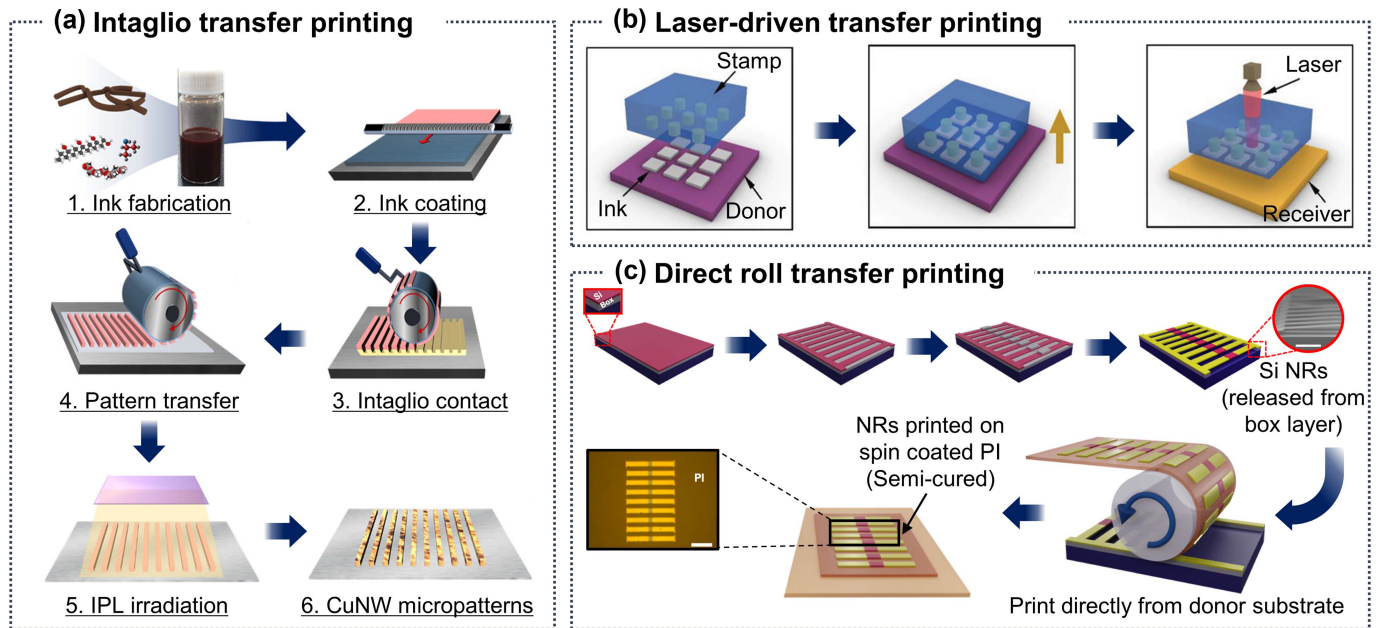 (a) Intaglio transfer printing
1. Ink fabrication
2. Ink coating
4. Pattern transfer
3. Intaglio contact
5. IPL irradiation
6. CuNW micropatterns
(b) Laser-driven transfer printing
Stamp
Ink
Donor
Laser
Receiver
(c) Direct roll transfer printing
Si
Box
Si NRs
(released from
box layer)
NRs printed on
spin coated PI
(Semi-cured)
PI
Print directly from donor substrate